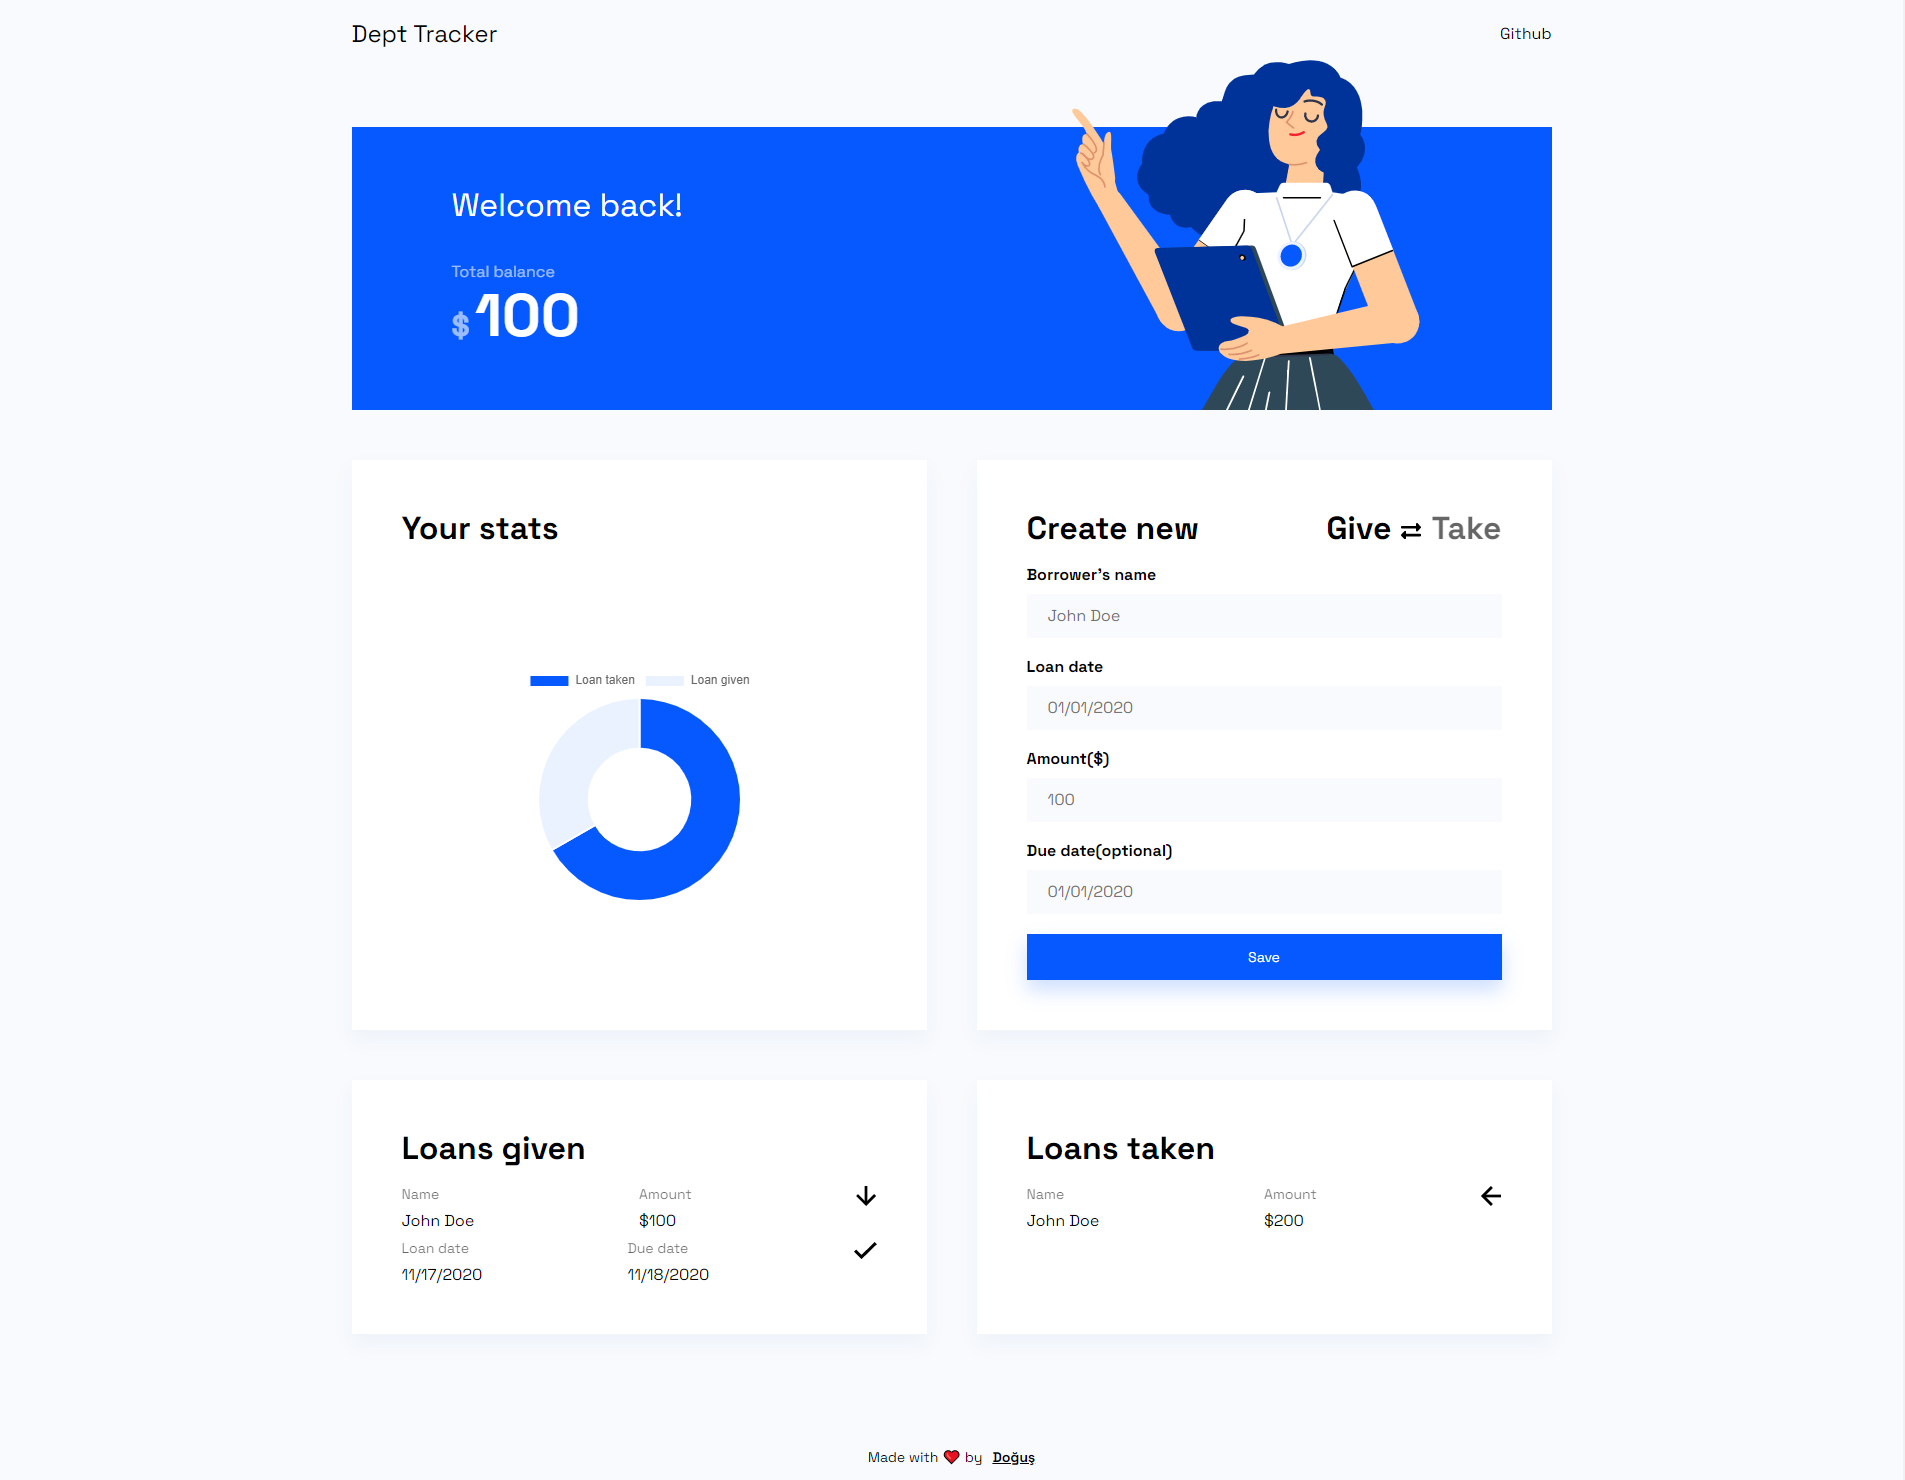 Dept Tracker
Github
Welcome back!
Total balance
$ 100
Your stats
Loan taken
Loan given
Create new
Give ⇄ Take
Borrower's name
John Doe
Loan date
01/01/2020
Amount($)
100
Due date(optional)
01/01/2020
Save
Loans given
Name
Amount
John Doe
$100
Loan date
Due date
11/17/2020
11/18/2020
Loans taken
Name
Amount
John Doe
$200
Made with ❤ by Doğuş